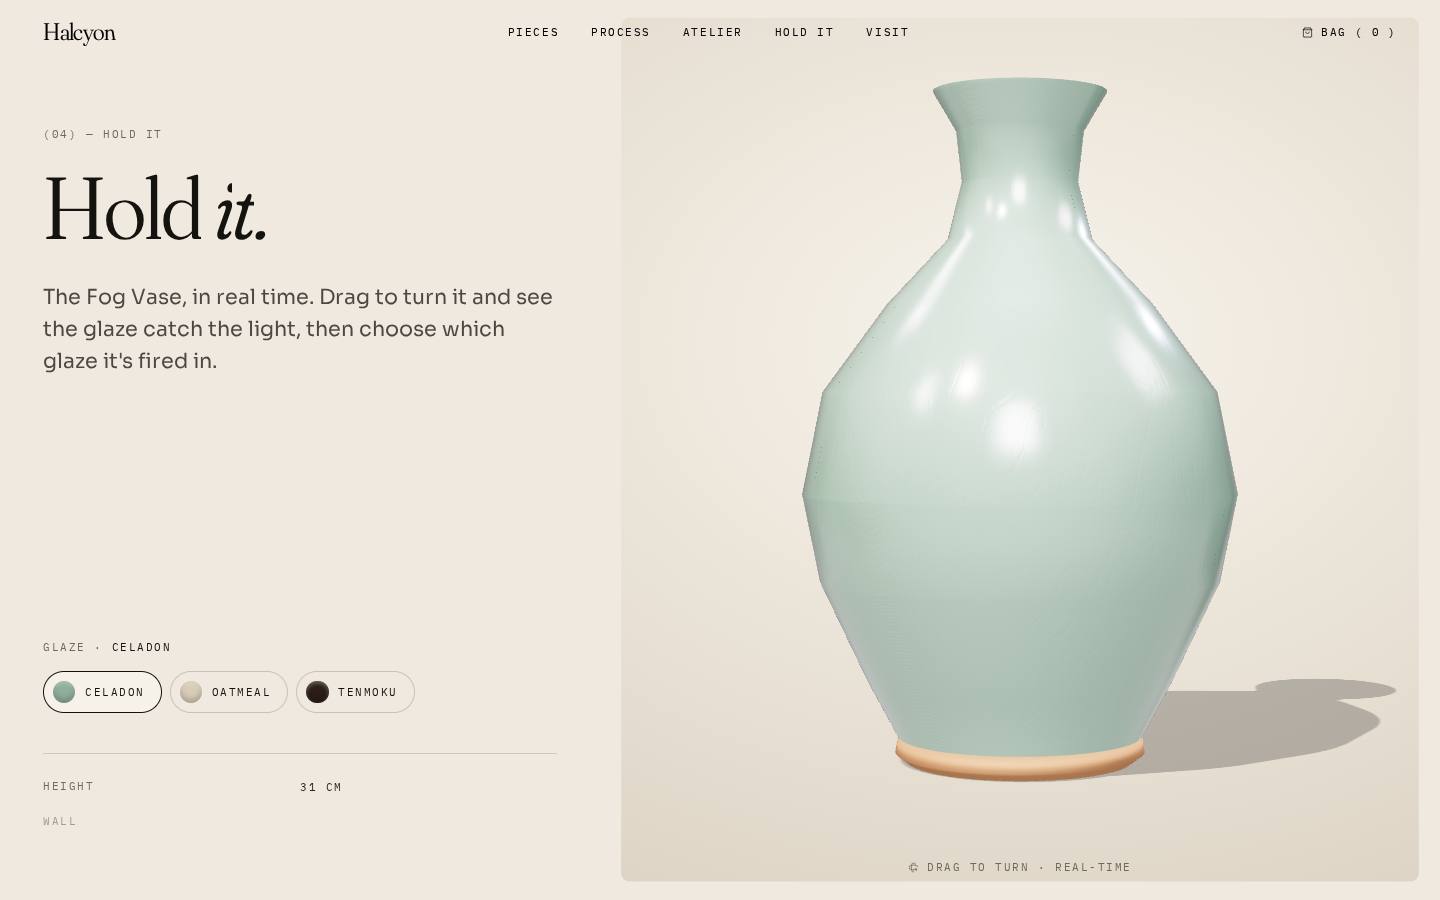 Halcyon
PIECES PROCESS ATELIER HOLD IT VISIT
BAG ( 0 )
(04) — HOLD IT
Hold it.
The Fog Vase, in real time. Drag to turn it and see
the glaze catch the light, then choose which
glaze it's fired in.
GLAZE · CELADON
CELADON OATMEAL TENMOKU
HEIGHT 31 CM
WALL
DRAG TO TURN · REAL-TIME